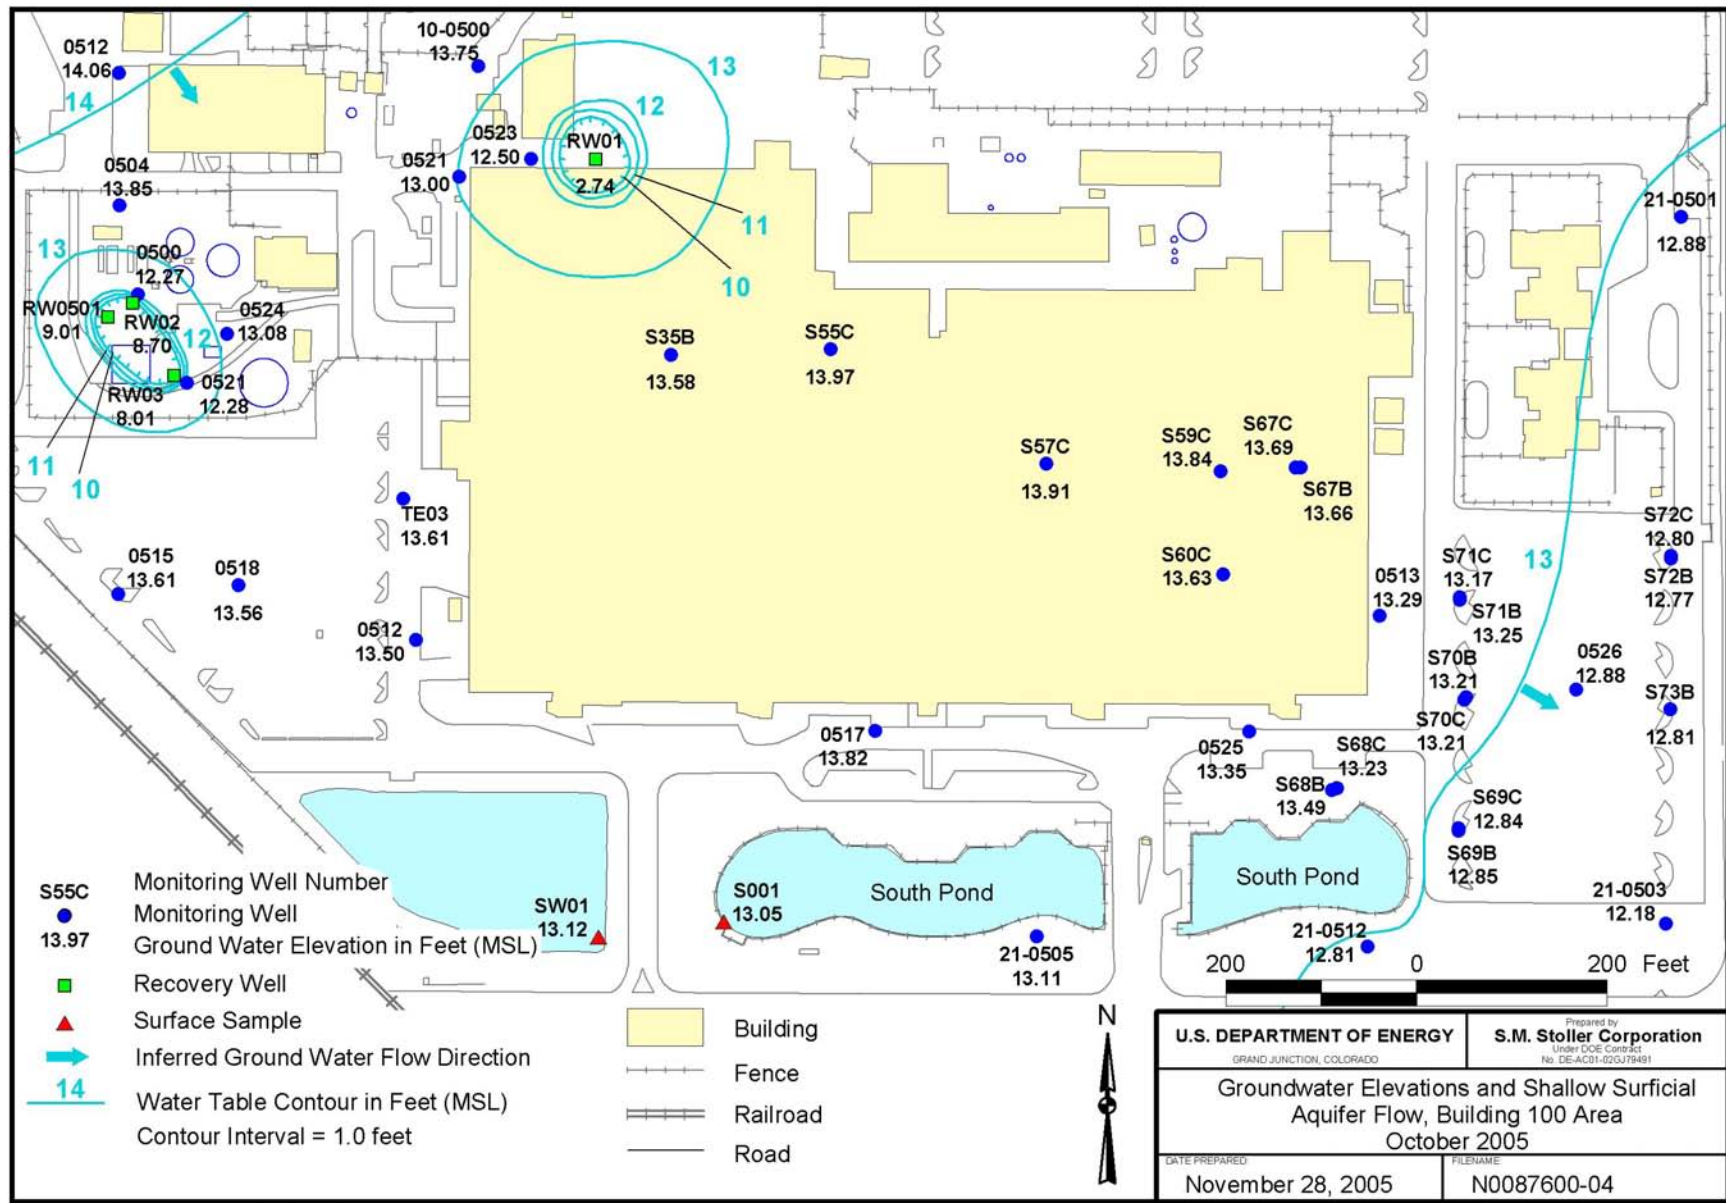 0512
14.06
14
10-0500
13.75
13
12
0523
12.50
RW01
2.74
0521
13.00
11
10
0504
13.85
13
0500
12.27
RW0501
9.01
RW02
8.70
12
0524
13.08
RW03
8.01
0521
12.28
11
10
21-0501
12.88
S35B
13.58
S55C
13.97
S57C
13.91
S59C
13.84
S67C
13.69
S67B
13.66
TE03
13.61
S60C
13.63
0515
13.61
0518
13.56
0512
13.50
0513
13.29
S71C
13.17
S71B
13.25
13
S72C
12.80
S72B
12.77
S70B
13.21
S70C
13.21
0526
12.88
S73B
12.81
0517
13.82
0525
13.35
S68C
13.23
S68B
13.49
S69C
12.84
S69B
12.85
21-0503
12.18
SW01
13.12
S001
13.05
South Pond
South Pond
21-0505
13.11
21-0512
12.81
200 0 200 Feet
S55C Monitoring Well Number
Monitoring Well
13.97 Ground Water Elevation in Feet (MSL)
Recovery Well
Surface Sample
Inferred Ground Water Flow Direction
14 Water Table Contour in Feet (MSL)
Contour Interval = 1.0 feet
Building
Fence
Railroad
Road
N
U.S. DEPARTMENT OF ENERGY
GRAND JUNCTION, COLORADO
Prepared by
S.M. Stoller Corporation
Under DOE Contract
No. DE-AC01-02GJ79491
Groundwater Elevations and Shallow Surficial
Aquifer Flow, Building 100 Area
October 2005
DATE PREPARED:
November 28, 2005
FILENAME:
N0087600-04